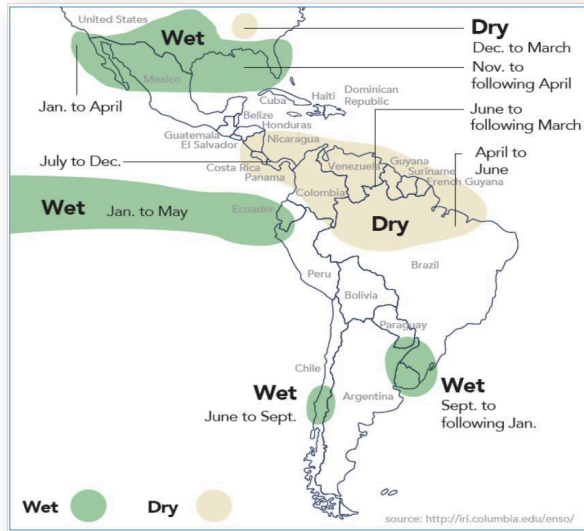 United States
Wet
Dry
Dec. to March
Nov. to
following April
Mexico
Jan. to April
Cuba
Haiti
Dominican
Republic
Belize
Honduras
June to
following March
Guatemala
El Salvador
Nicaragua
July to Dec.
Costa Rica
Panama
Venezuela
Guyana
Suriname
French Guyana
April to
June
Colombia
Wet
Jan. to May
Ecuador
Dry
Peru
Brazil
Bolivia
Paraguay
Chile
Wet
June to Sept.
Argentina
Wet
Sept. to
following Jan.
Wet
Dry
source: http://iri.columbia.edu/enso/